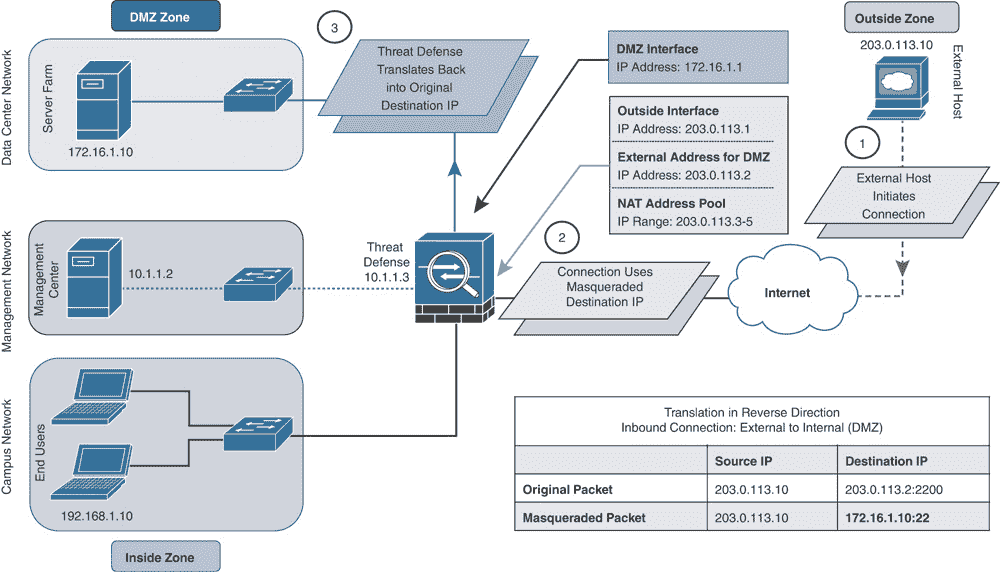 DMZ Zone
Data Center Network
Server Farm
172.16.1.10
3
Threat Defense
Translates Back
into Original
Destination IP
DMZ Interface
IP Address: 172.16.1.1
Outside Interface
IP Address: 203.0.113.1
External Address for DMZ
IP Address: 203.0.113.2
NAT Address Pool
IP Range: 203.0.113.3-5
Outside Zone
203.0.113.10
External Host
1
External Host
Initiates
Connection
Management Network
Management
Center
10.1.1.2
Threat
Defense
10.1.1.3
2
Connection Uses
Masqueraded
Destination IP
Internet
Campus Network
End Users
192.168.1.10
Inside Zone
Translation in Reverse Direction
Inbound Connection: External to Internal (DMZ)
Source IP Destination IP
Original Packet 203.0.113.10 203.0.113.2:2200
Masqueraded Packet 203.0.113.10 172.16.1.10:22